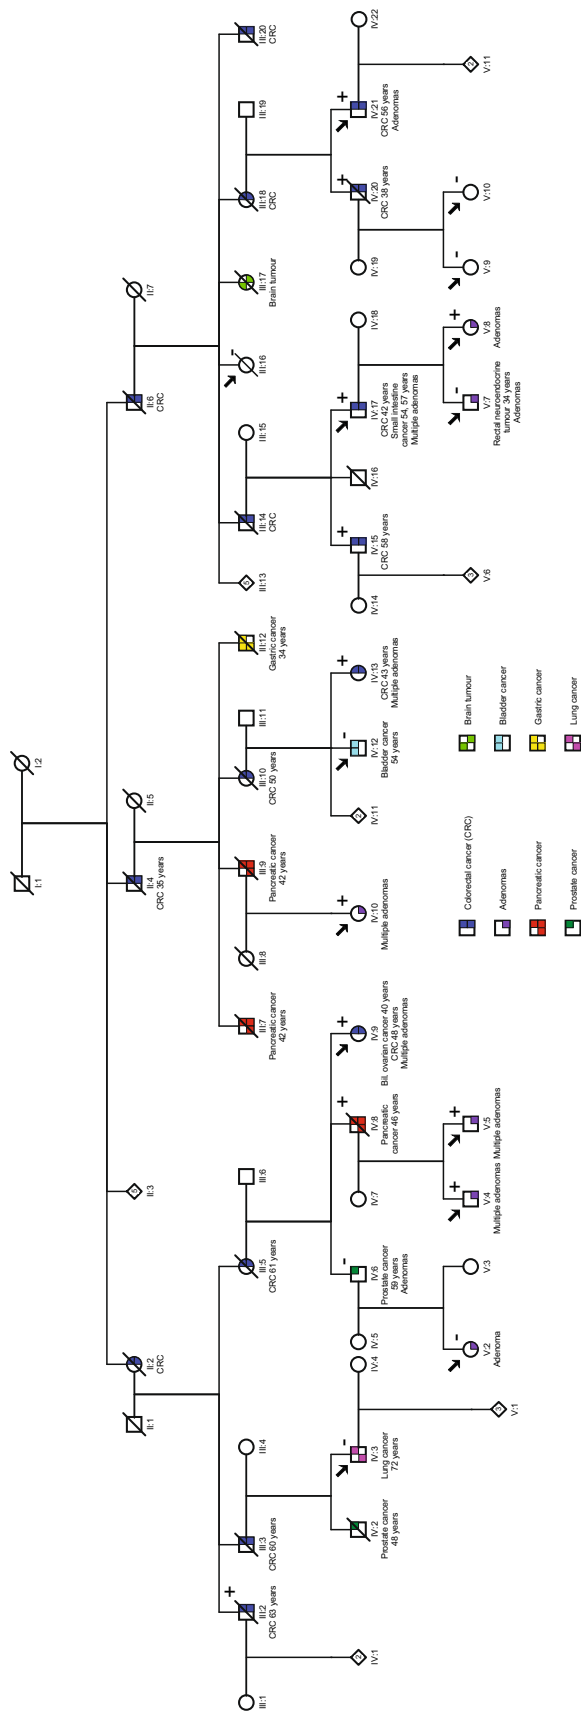 I:1
I:2
II:1
II:2
CRC
5
II:3
II:4
CRC 35 years
II:5
II:6
CRC
II:7
III:1
+
III:2
CRC 63 years
III:3
CRC 60 years
III:4
III:5
CRC 61 years
III:6
III:7
Pancreatic cancer
42 years
III:8
III:9
Pancreatic cancer
42 years
III:10
CRC 50 years
III:11
III:12
Gastric cancer
34 years
5
III:13
III:14
CRC
III:15
-
III:16
III:17
Brain tumour
III:18
CRC
III:19
III:20
CRC
2
IV:1
IV:2
Prostate cancer
48 years
-
IV:3
Lung cancer
72 years
IV:4
IV:5
-
IV:6
Prostate cancer
59 years
Adenomas
IV:7
+
IV:8
Pancreatic
cancer 46 years
+
IV:9
Bil. ovarian cancer 40 years
CRC 48 years
Multiple adenomas
+
IV:10
Multiple adenomas
2
IV:11
-
IV:12
Bladder cancer
54 years
+
IV:13
CRC 43 years
Multiple adenomas
IV:14
+
IV:15
CRC 58 years
IV:16
+
IV:17
CRC 42 years
Small intestine
cancer 54, 57 years
Multiple adenomas
IV:18
IV:19
+
IV:20
CRC 38 years
+
IV:21
CRC 56 years
Adenomas
IV:22
3
V:1
-
V:2
Adenoma
V:3
+
V:4
Multiple adenomas
+
V:5
Multiple adenomas
3
V:6
-
V:7
Rectal neuroendocrine
tumour 34 years
Adenomas
+
V:8
Adenomas
-
V:9
-
V:10
2
V:11
Colorectal cancer (CRC)
Adenomas
Pancreatic cancer
Prostate cancer
Brain tumour
Bladder cancer
Gastric cancer
Lung cancer